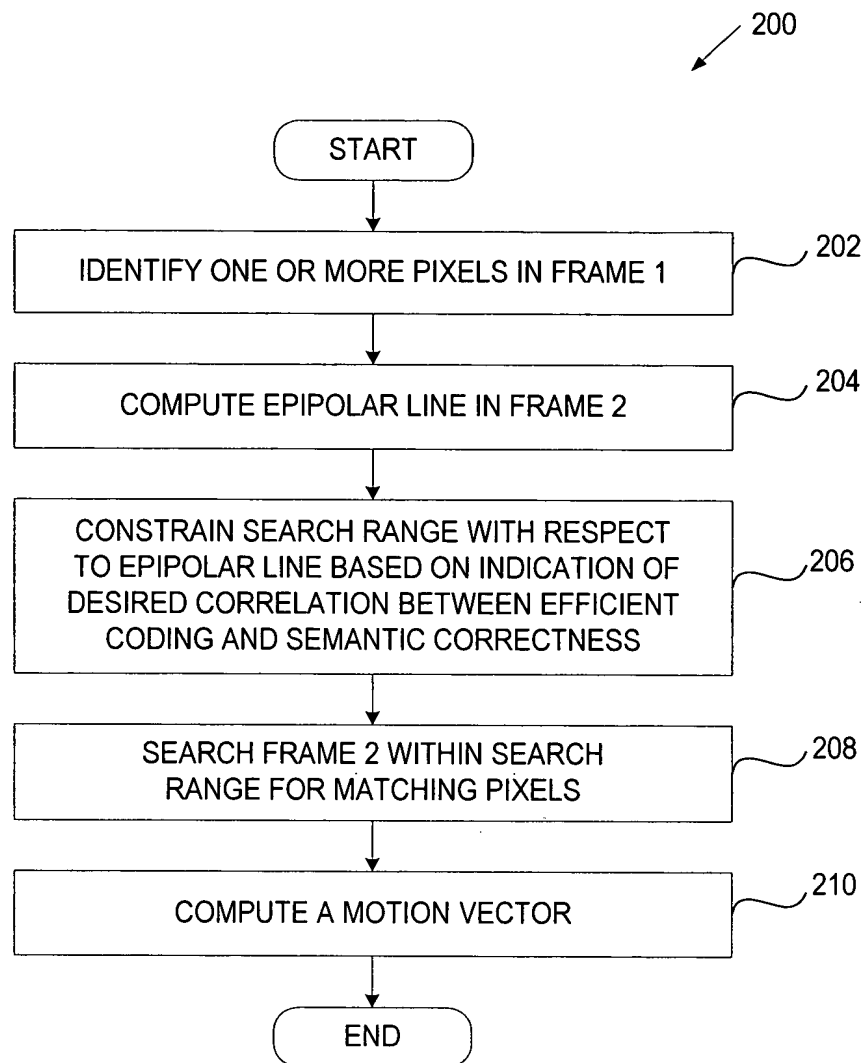 200
START
IDENTIFY ONE OR MORE PIXELS IN FRAME 1
202
COMPUTE EPIPOLAR LINE IN FRAME 2
204
CONSTRAIN SEARCH RANGE WITH RESPECT
TO EPIPOLAR LINE BASED ON INDICATION OF
DESIRED CORRELATION BETWEEN EFFICIENT
CODING AND SEMANTIC CORRECTNESS
206
SEARCH FRAME 2 WITHIN SEARCH
RANGE FOR MATCHING PIXELS
208
COMPUTE A MOTION VECTOR
210
END